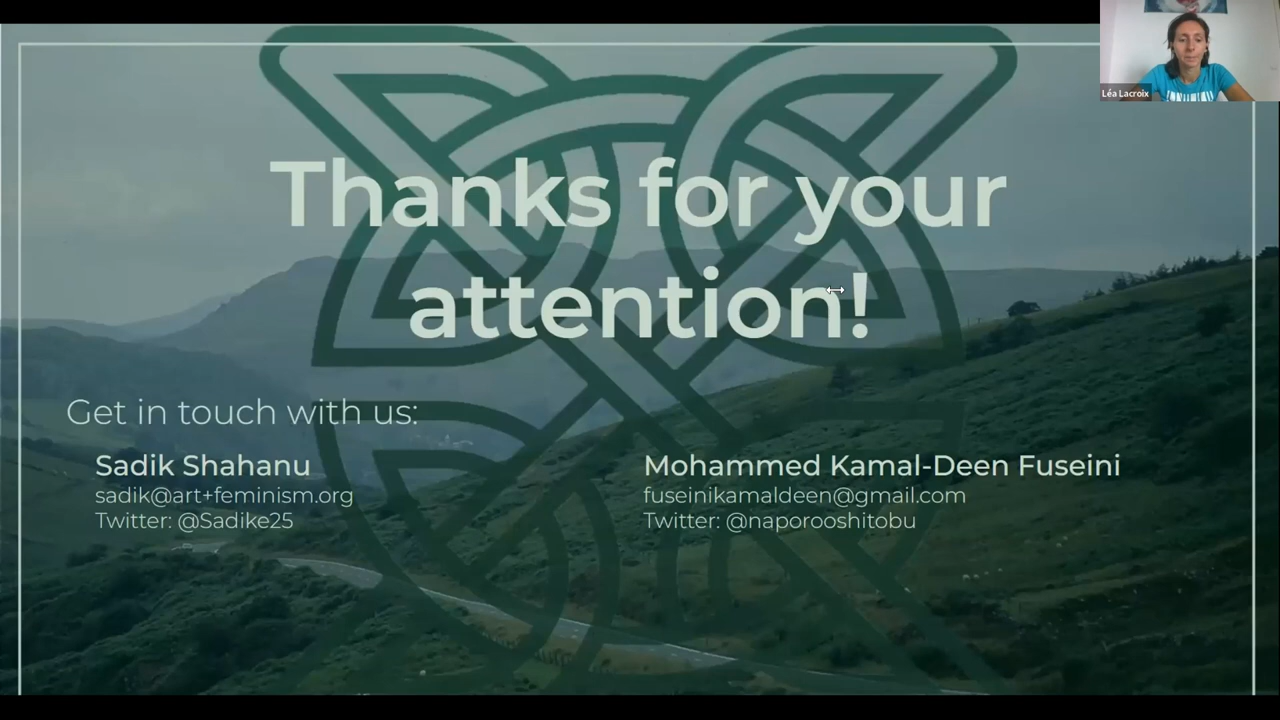 Léa Lacroix
Thanks for your
attention!
Get in touch with us:
Sadik Shahanu
sadik@art+feminism.org
Twitter: @Sadike25
Mohammed Kamal-Deen Fuseini
fuseinikamaldeen@gmail.com
Twitter: @naporooshitobu